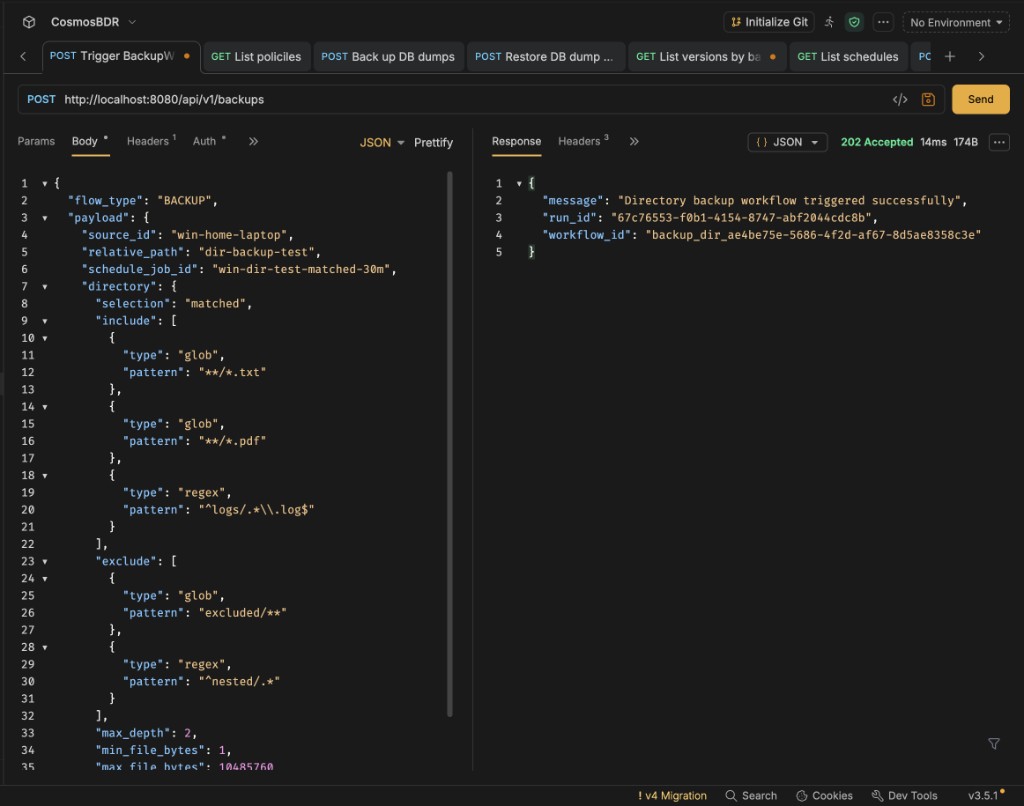 CosmosBDR
Initialize Git
No Environment
POST Trigger BackupW
GET List policiles
POST Back up DB dumps
POST Restore DB dump ...
GET List versions by ba
GET List schedules
PC
POST http://localhost:8080/api/v1/backups
</>
Send
Params Body Headers 1 Auth
JSON Prettify
Response Headers 3
{ } JSON
202 Accepted 14ms 174B
1 {
2 "flow_type": "BACKUP",
3 "payload": {
4 "source_id": "win-home-laptop",
5 "relative_path": "dir-backup-test",
6 "schedule_job_id": "win-dir-test-matched-30m",
7 "directory": {
8 "selection": "matched",
9 "include": [
10 {
11 "type": "glob",
12 "pattern": "**/*.txt"
13 },
14 {
15 "type": "glob",
16 "pattern": "**/*.pdf"
17 },
18 {
19 "type": "regex",
20 "pattern": "^logs/.*\\.log$"
21 }
22 ],
23 "exclude": [
24 {
25 "type": "glob",
26 "pattern": "excluded/**"
27 },
28 {
29 "type": "regex",
30 "pattern": "^nested/.*"
31 }
32 ],
33 "max_depth": 2,
34 "min_file_bytes": 1,
35 "max_file_bytes": 10485760
1 {
2 "message": "Directory backup workflow triggered successfully",
3 "run_id": "67c76553-f0b1-4154-8747-abf2044cdc8b",
4 "workflow_id": "backup_dir_ae4be75e-5686-4f2d-af67-8d5ae8358c3e"
5 }
! v4 Migration
Search
Cookies
Dev Tools
v3.5.1